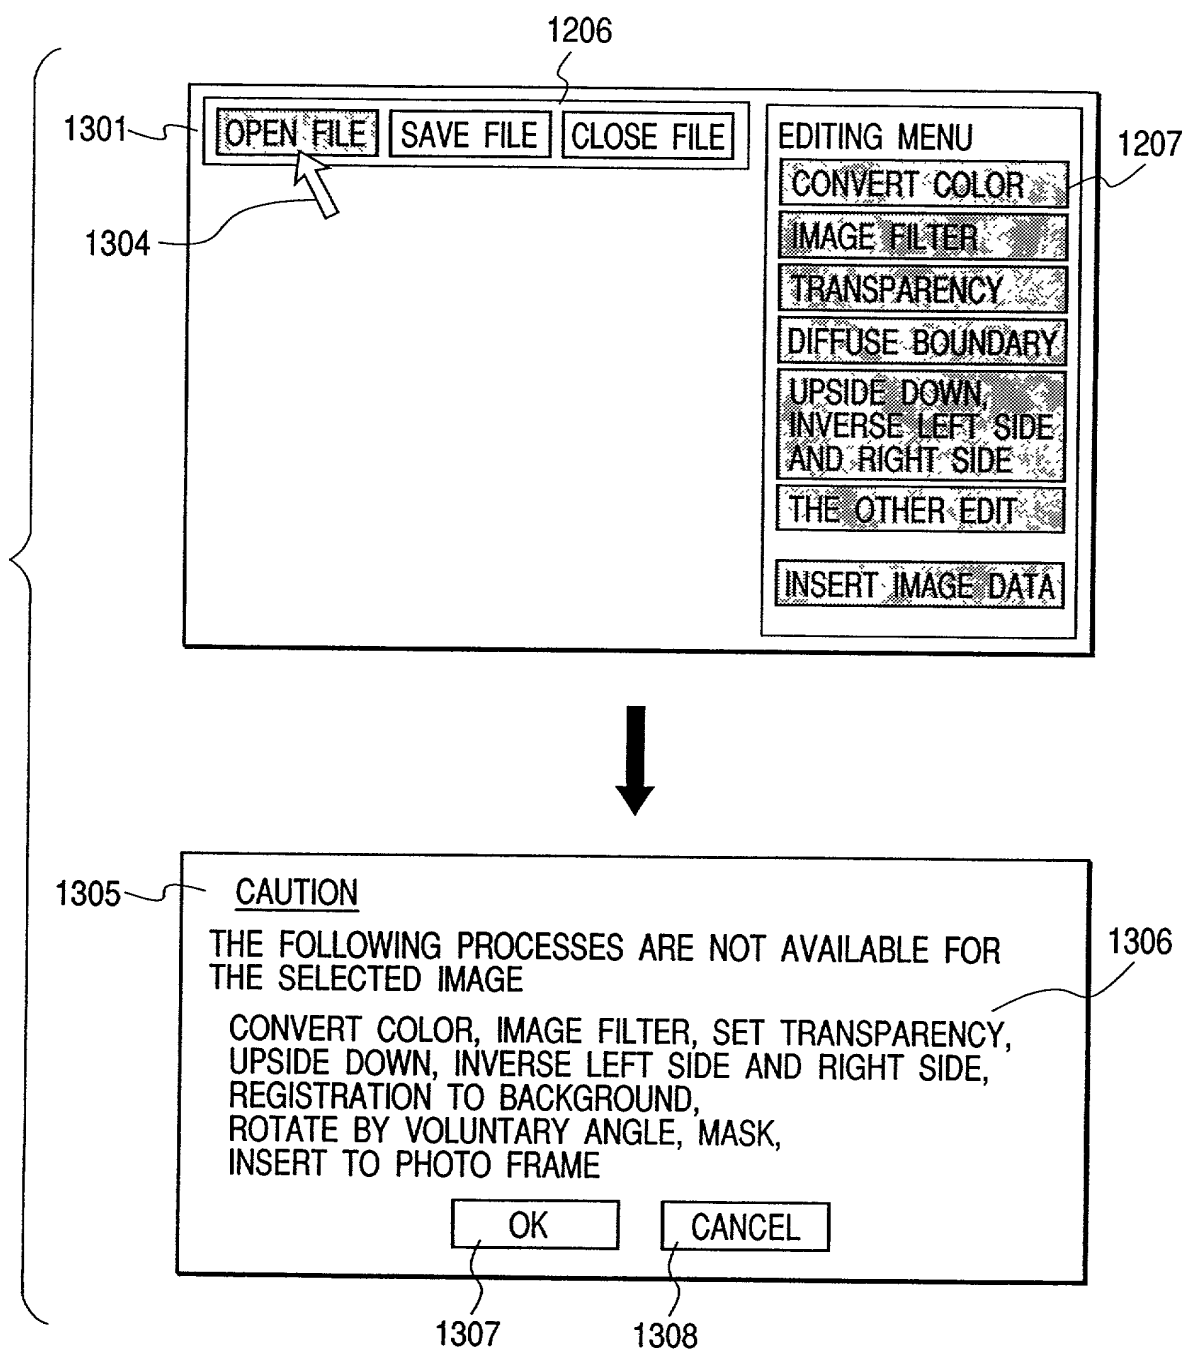 1206
1301
OPEN FILE
SAVE FILE
CLOSE FILE
EDITING MENU
1207
CONVERT COLOR
1304
IMAGE FILTER
TRANSPARENCY
DIFFUSE BOUNDARY
UPSIDE DOWN,
INVERSE LEFT SIDE
AND RIGHT SIDE
THE OTHER EDIT
INSERT IMAGE DATA
1305
CAUTION
THE FOLLOWING PROCESSES ARE NOT AVAILABLE FOR
THE SELECTED IMAGE
1306
CONVERT COLOR, IMAGE FILTER, SET TRANSPARENCY,
UPSIDE DOWN, INVERSE LEFT SIDE AND RIGHT SIDE,
REGISTRATION TO BACKGROUND,
ROTATE BY VOLUNTARY ANGLE, MASK,
INSERT TO PHOTO FRAME
OK
CANCEL
1307
1308